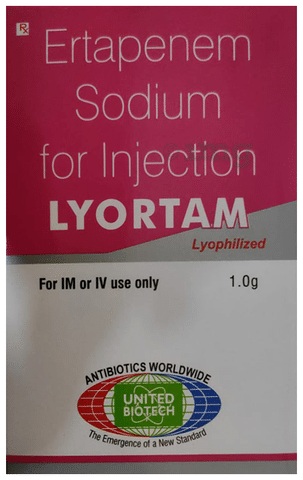 Rx
Ertapenem
Sodium
for Injection
LYORTAM
Lyophilized
For IM or IV use only 1.0g
ANTIBIOTICS WORLDWIDE
UNITED
BIOTECH
The Emergence of a New Standard